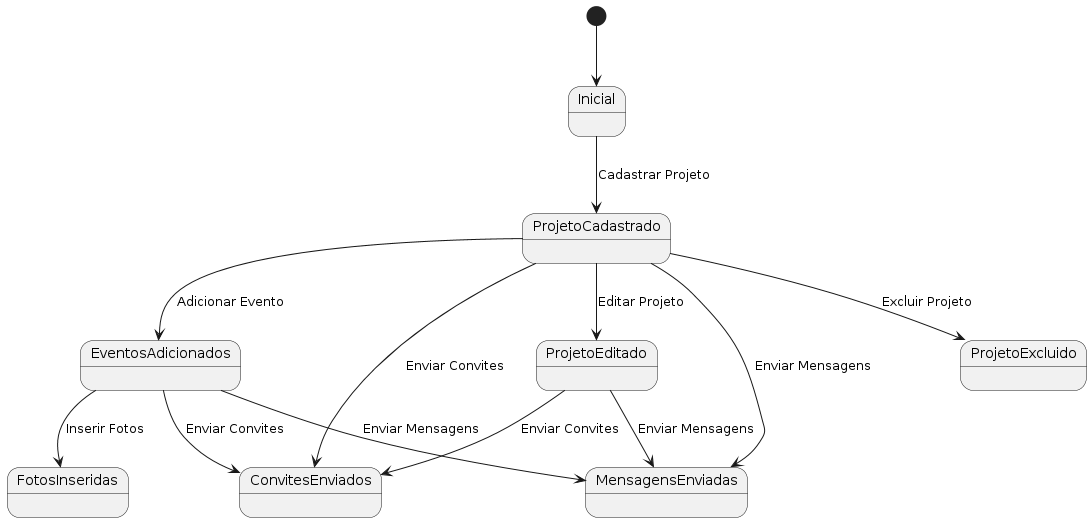 Inicial
Cadastrar Projeto
ProjetoCadastrado
Adicionar Evento
Editar Projeto
Excluir Projeto
EventosAdicionados
Enviar Convites
ProjetoEditado
Enviar Mensagens
ProjetoExcluido
Inserir Fotos
Enviar Convites
Enviar Mensagens
Enviar Convites
Enviar Mensagens
FotosInseridas
ConvitesEnviados
MensagensEnviadas